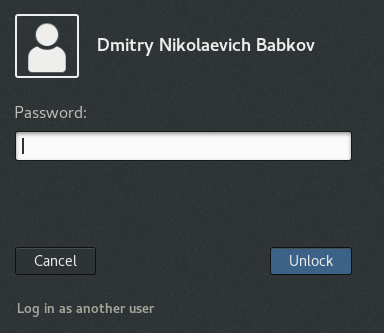 Dmitry Nikolaevich Babkov
Password:
Cancel
Unlock
Log in as another user